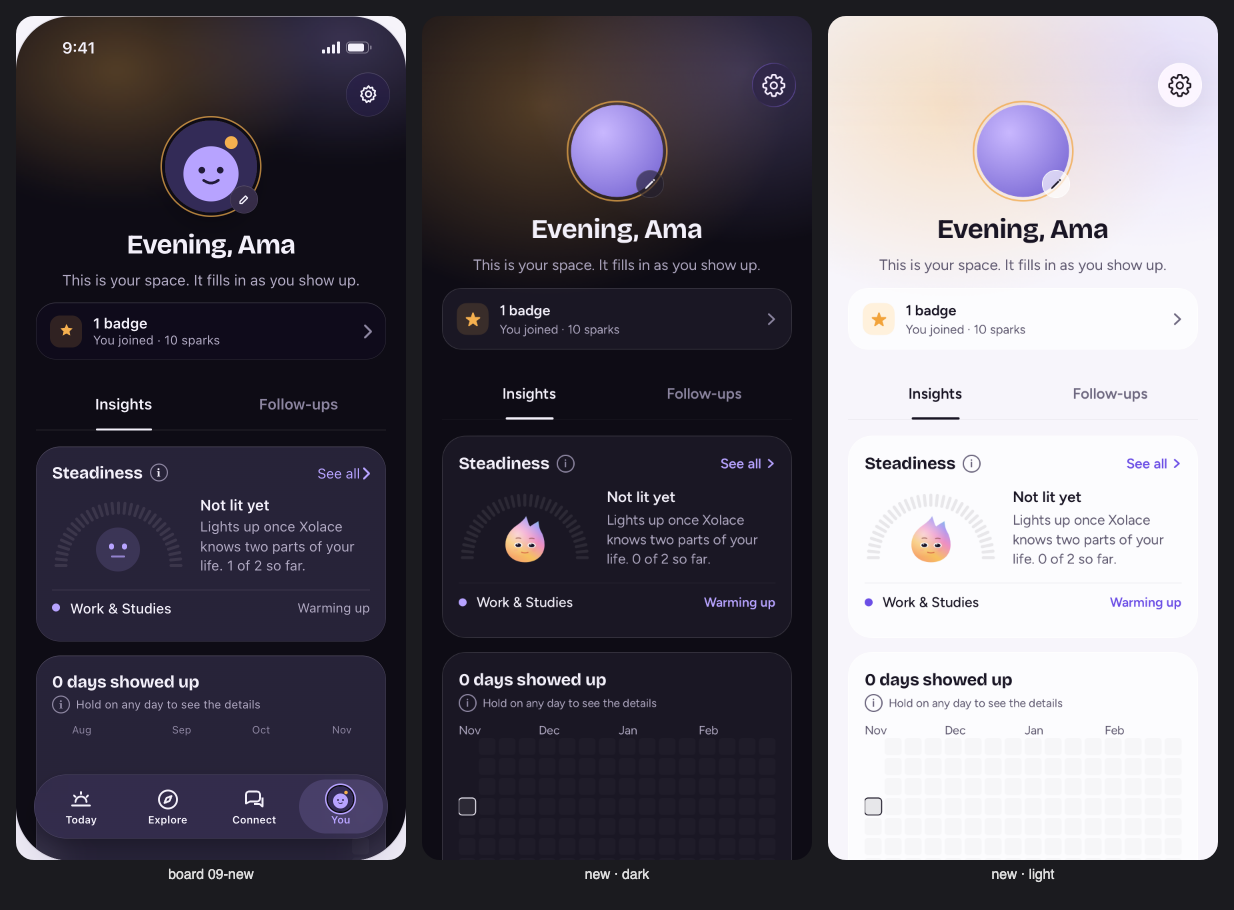 9:41
Evening, Ama
This is your space. It fills in as you show up.
1 badge
You joined · 10 sparks
Insights
Follow-ups
Steadiness
See all
Not lit yet
Lights up once Xolace
knows two parts of your
life. 1 of 2 so far.
Work & Studies
Warming up
0 days showed up
Hold on any day to see the details
Aug Sep Oct Nov
Today Explore Connect You
board 09-new
Evening, Ama
This is your space. It fills in as you show up.
1 badge
You joined · 10 sparks
Insights
Follow-ups
Steadiness
See all
Not lit yet
Lights up once Xolace
knows two parts of your
life. 0 of 2 so far.
Work & Studies
Warming up
0 days showed up
Hold on any day to see the details
Nov Dec Jan Feb
new · dark
Evening, Ama
This is your space. It fills in as you show up.
1 badge
You joined · 10 sparks
Insights
Follow-ups
Steadiness
See all
Not lit yet
Lights up once Xolace
knows two parts of your
life. 0 of 2 so far.
Work & Studies
Warming up
0 days showed up
Hold on any day to see the details
Nov Dec Jan Feb
new · light